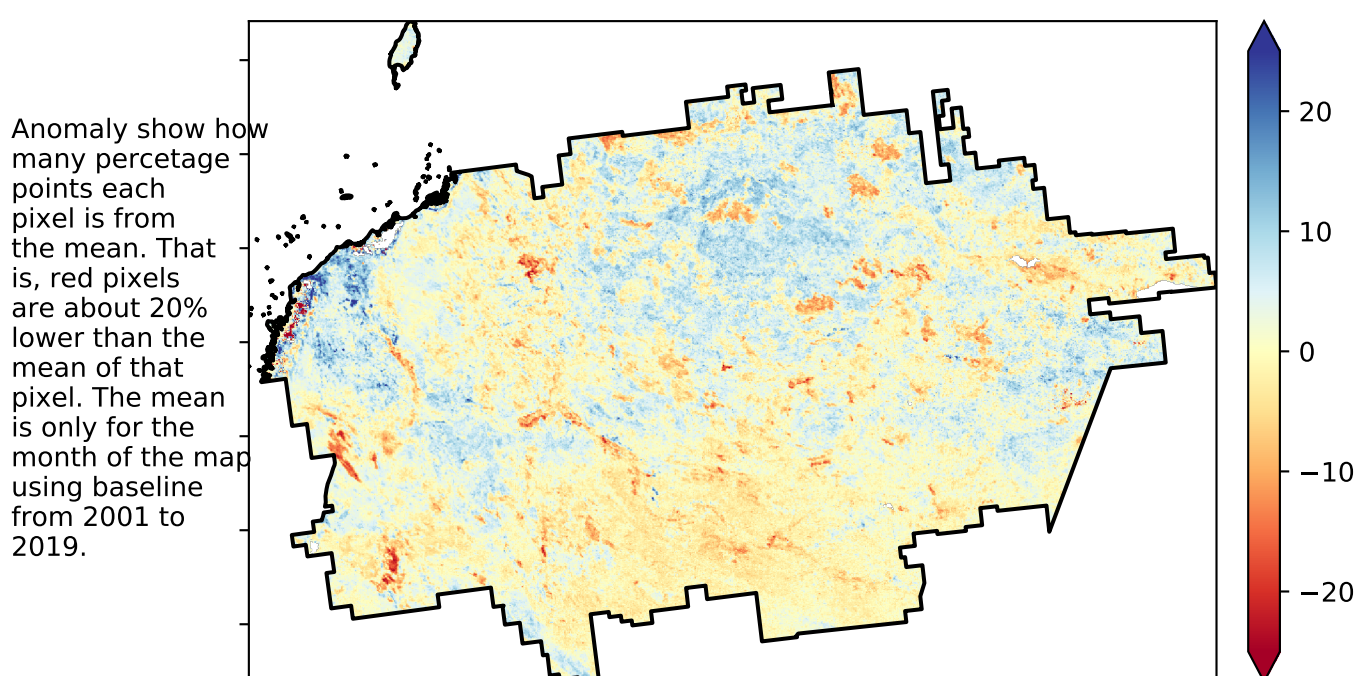 Anomaly show how
many percetage
points each
pixel is from
the mean. That
is, red pixels
are about 20%
lower than the
mean of that
pixel. The mean
is only for the
month of the map
using baseline
from 2001 to
2019.
20
10
0
−10
−20